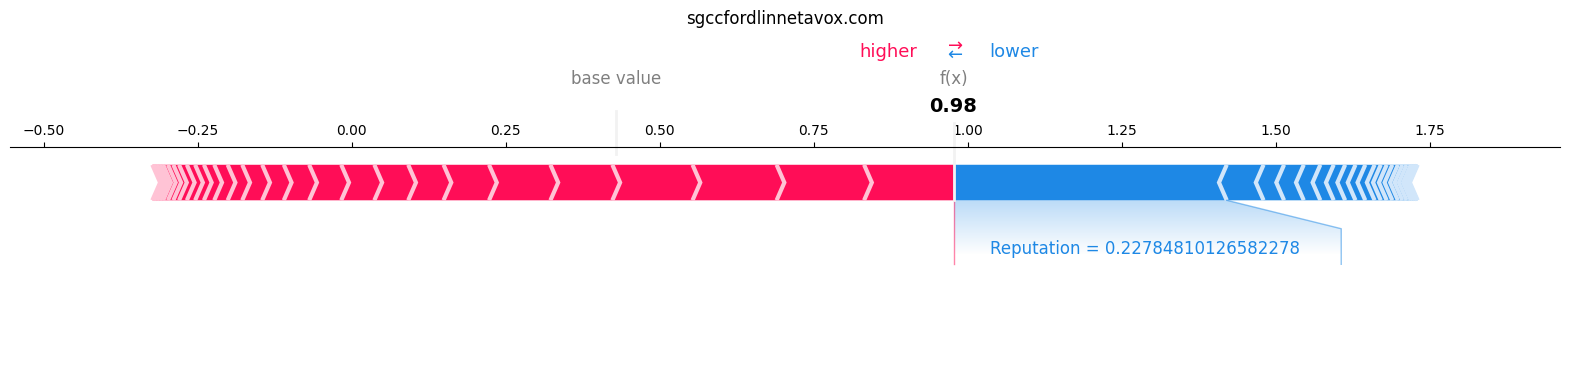 sgccfordlinnetavox.com
higher ⇄ lower
base value f(x)
0.98
−0.50 −0.25 0.00 0.25 0.50 0.75 1.00 1.25 1.50 1.75
Reputation = 0.22784810126582278